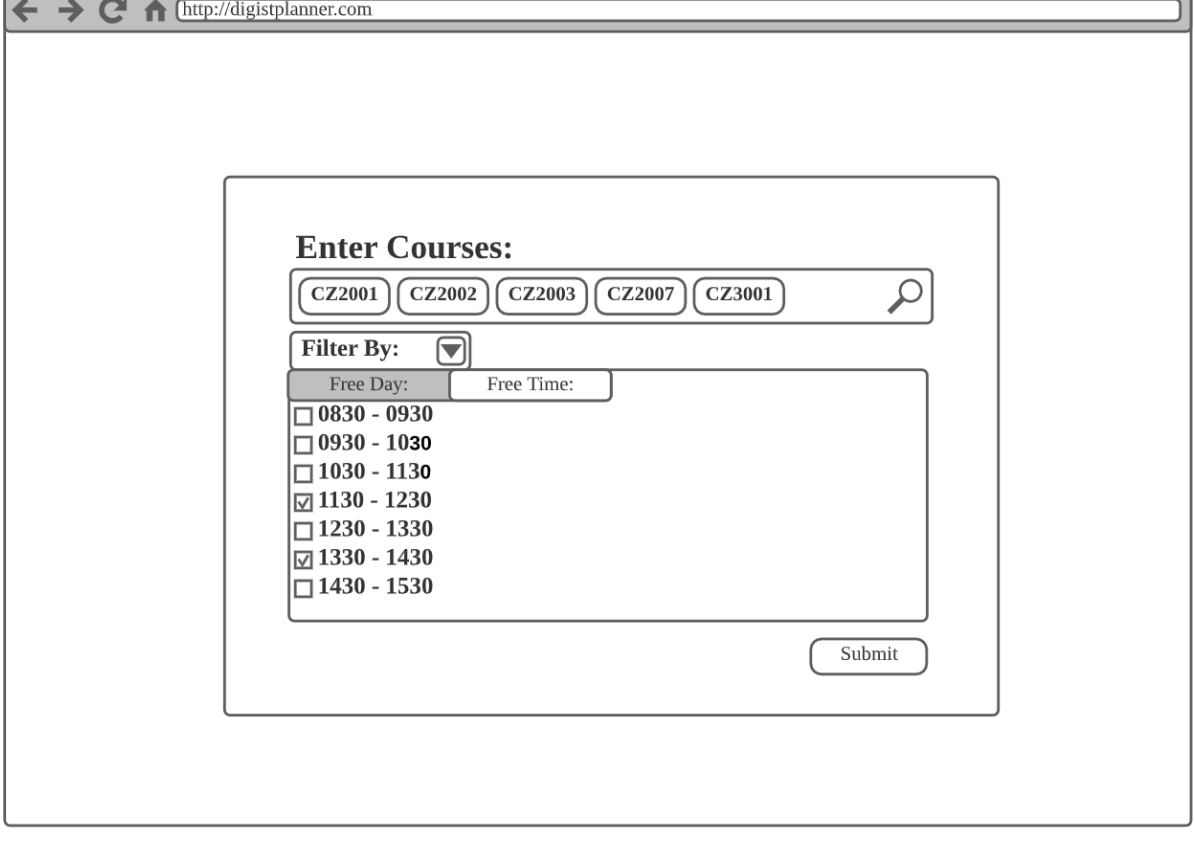 http://digistplanner.com
Enter Courses:
CZ2001 CZ2002 CZ2003 CZ2007 CZ3001
Filter By:
Free Day: Free Time:
0830 - 0930
0930 - 1030
1030 - 1130
1130 - 1230
1230 - 1330
1330 - 1430
1430 - 1530
Submit